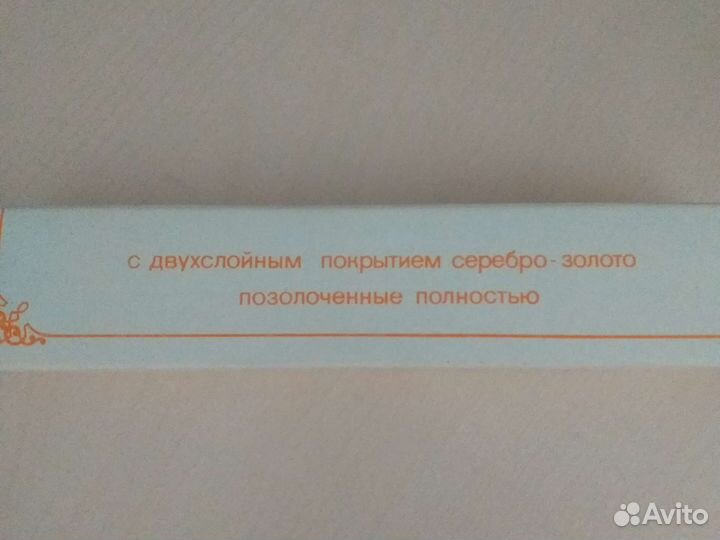 с двухслойным покрытием серебро-золото
позолоченные полностью
Avito